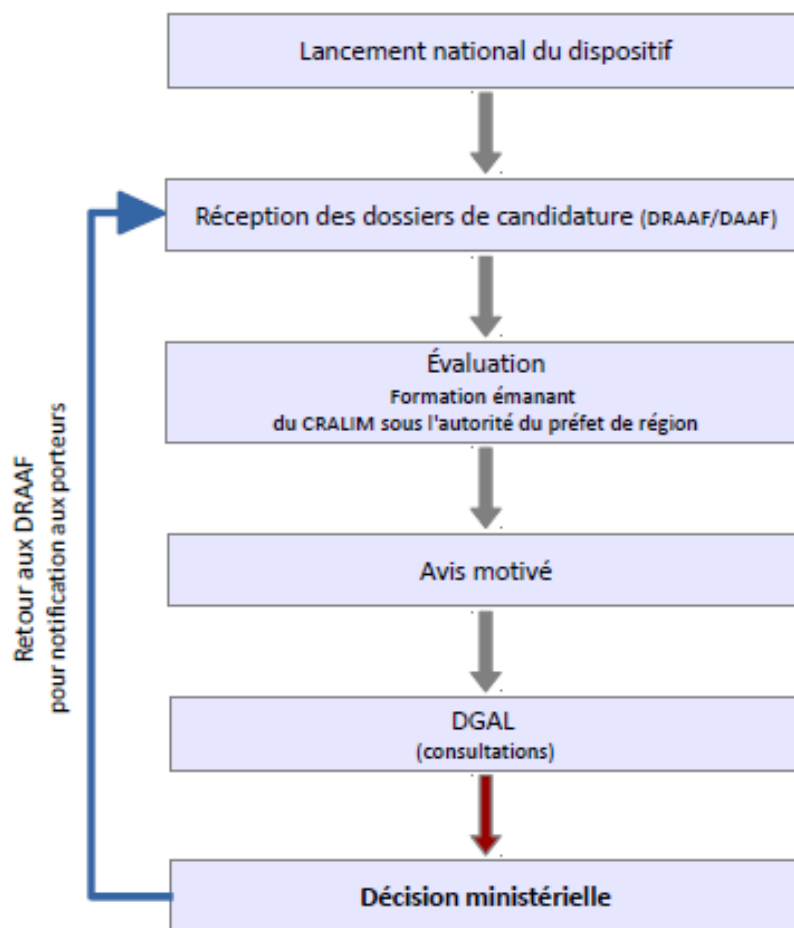 Lancement national du dispositif
Réception des dossiers de candidature (DRAAF/DAAF)
Évaluation
Formation émanant
du CRALIM sous l'autorité du préfet de région
Avis motivé
DGAL
(consultations)
Décision ministérielle
Retour aux DRAAF
pour notification aux porteurs